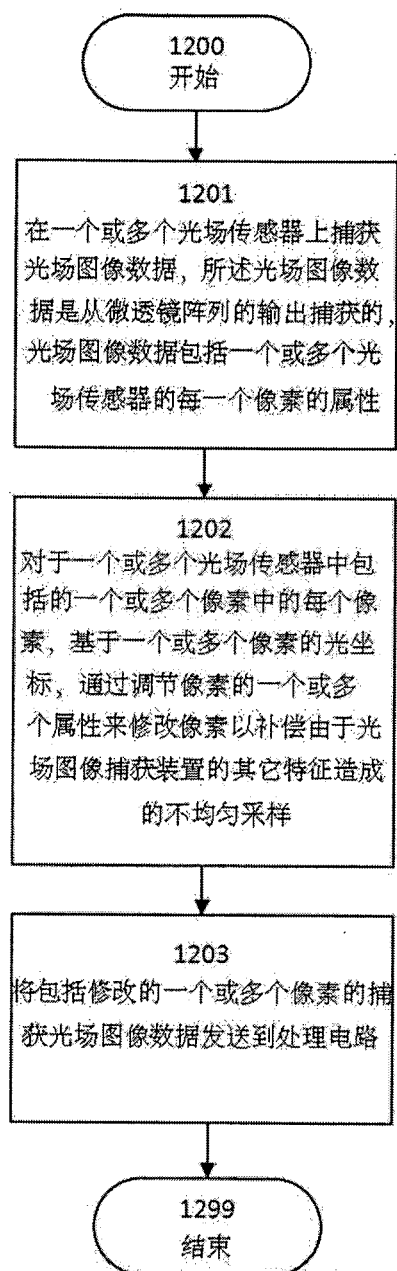 1200
开始
1201
在一个或多个光场传感器上捕获
光场图像数据，所述光场图像数
据是从微透镜阵列的输出捕获的，
光场图像数据包括一个或多个光
场传感器的每一个像素的属性
1202
对于一个或多个光场传感器中包
括的一个或多个像素中的每个像
素，基于一个或多个像素的光坐
标，通过调节像素的一个或多
个属性来修改像素以补偿由于光
场图像捕获装置的其它特征造成
的不均匀采样
1203
将包括修改的一个或多个像素的捕
获光场图像数据发送到处理电路
1299
结束